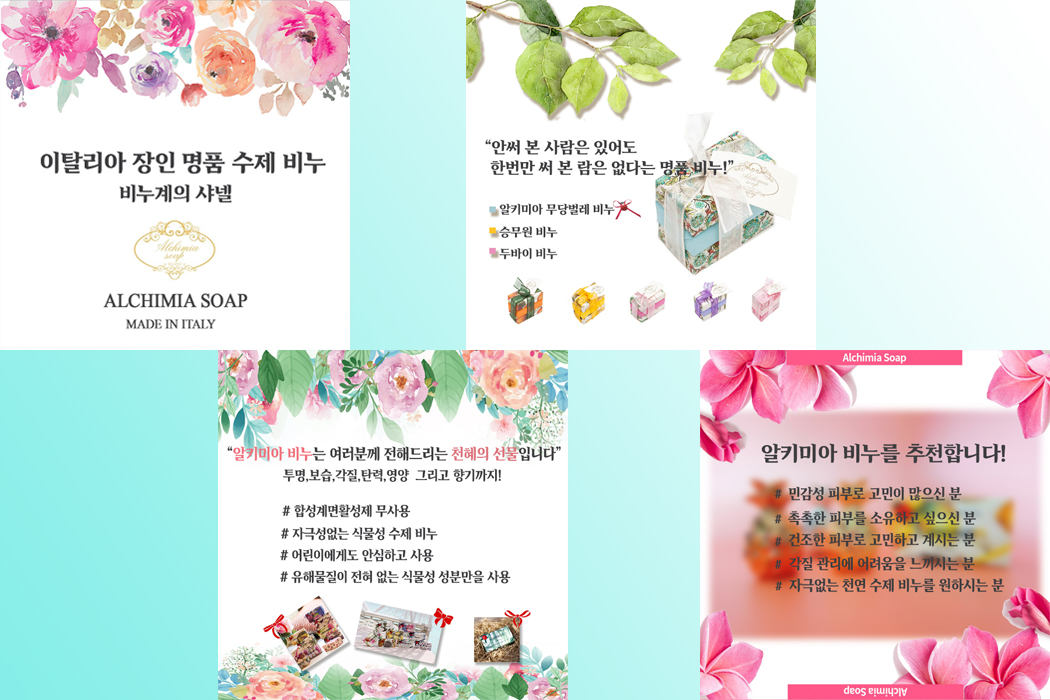 이탈리아 장인 명품 수제 비누
비누계의 샤넬
Alchimia
soap
ALCHIMIA SOAP
MADE IN ITALY
“안써 본 사람은 있어도
한번만 써 본 람은 없다는 명품 비누!”
알키미아 무당벌레 비누
승무원 비누
두바이 비누
“알키미아 비누는 여러분께 전해드리는 천혜의 선물입니다”
투명,보습,각질,탄력,영양 그리고 향기까지!
# 합성계면활성제 무사용
# 자극성없는 식물성 수제 비누
# 어린이에게도 안심하고 사용
# 유해물질이 전혀 없는 식물성 성분만을 사용
Alchimia Soap
알키미아 비누를 추천합니다!
# 민감성 피부로 고민이 많으신 분
# 촉촉한 피부를 소유하고 싶으신 분
# 건조한 피부로 고민하고 계시는 분
# 각질 관리에 어려움을 느끼시는 분
# 자극없는 천연 수제 비누를 원하시는 분
Alchimia Soap